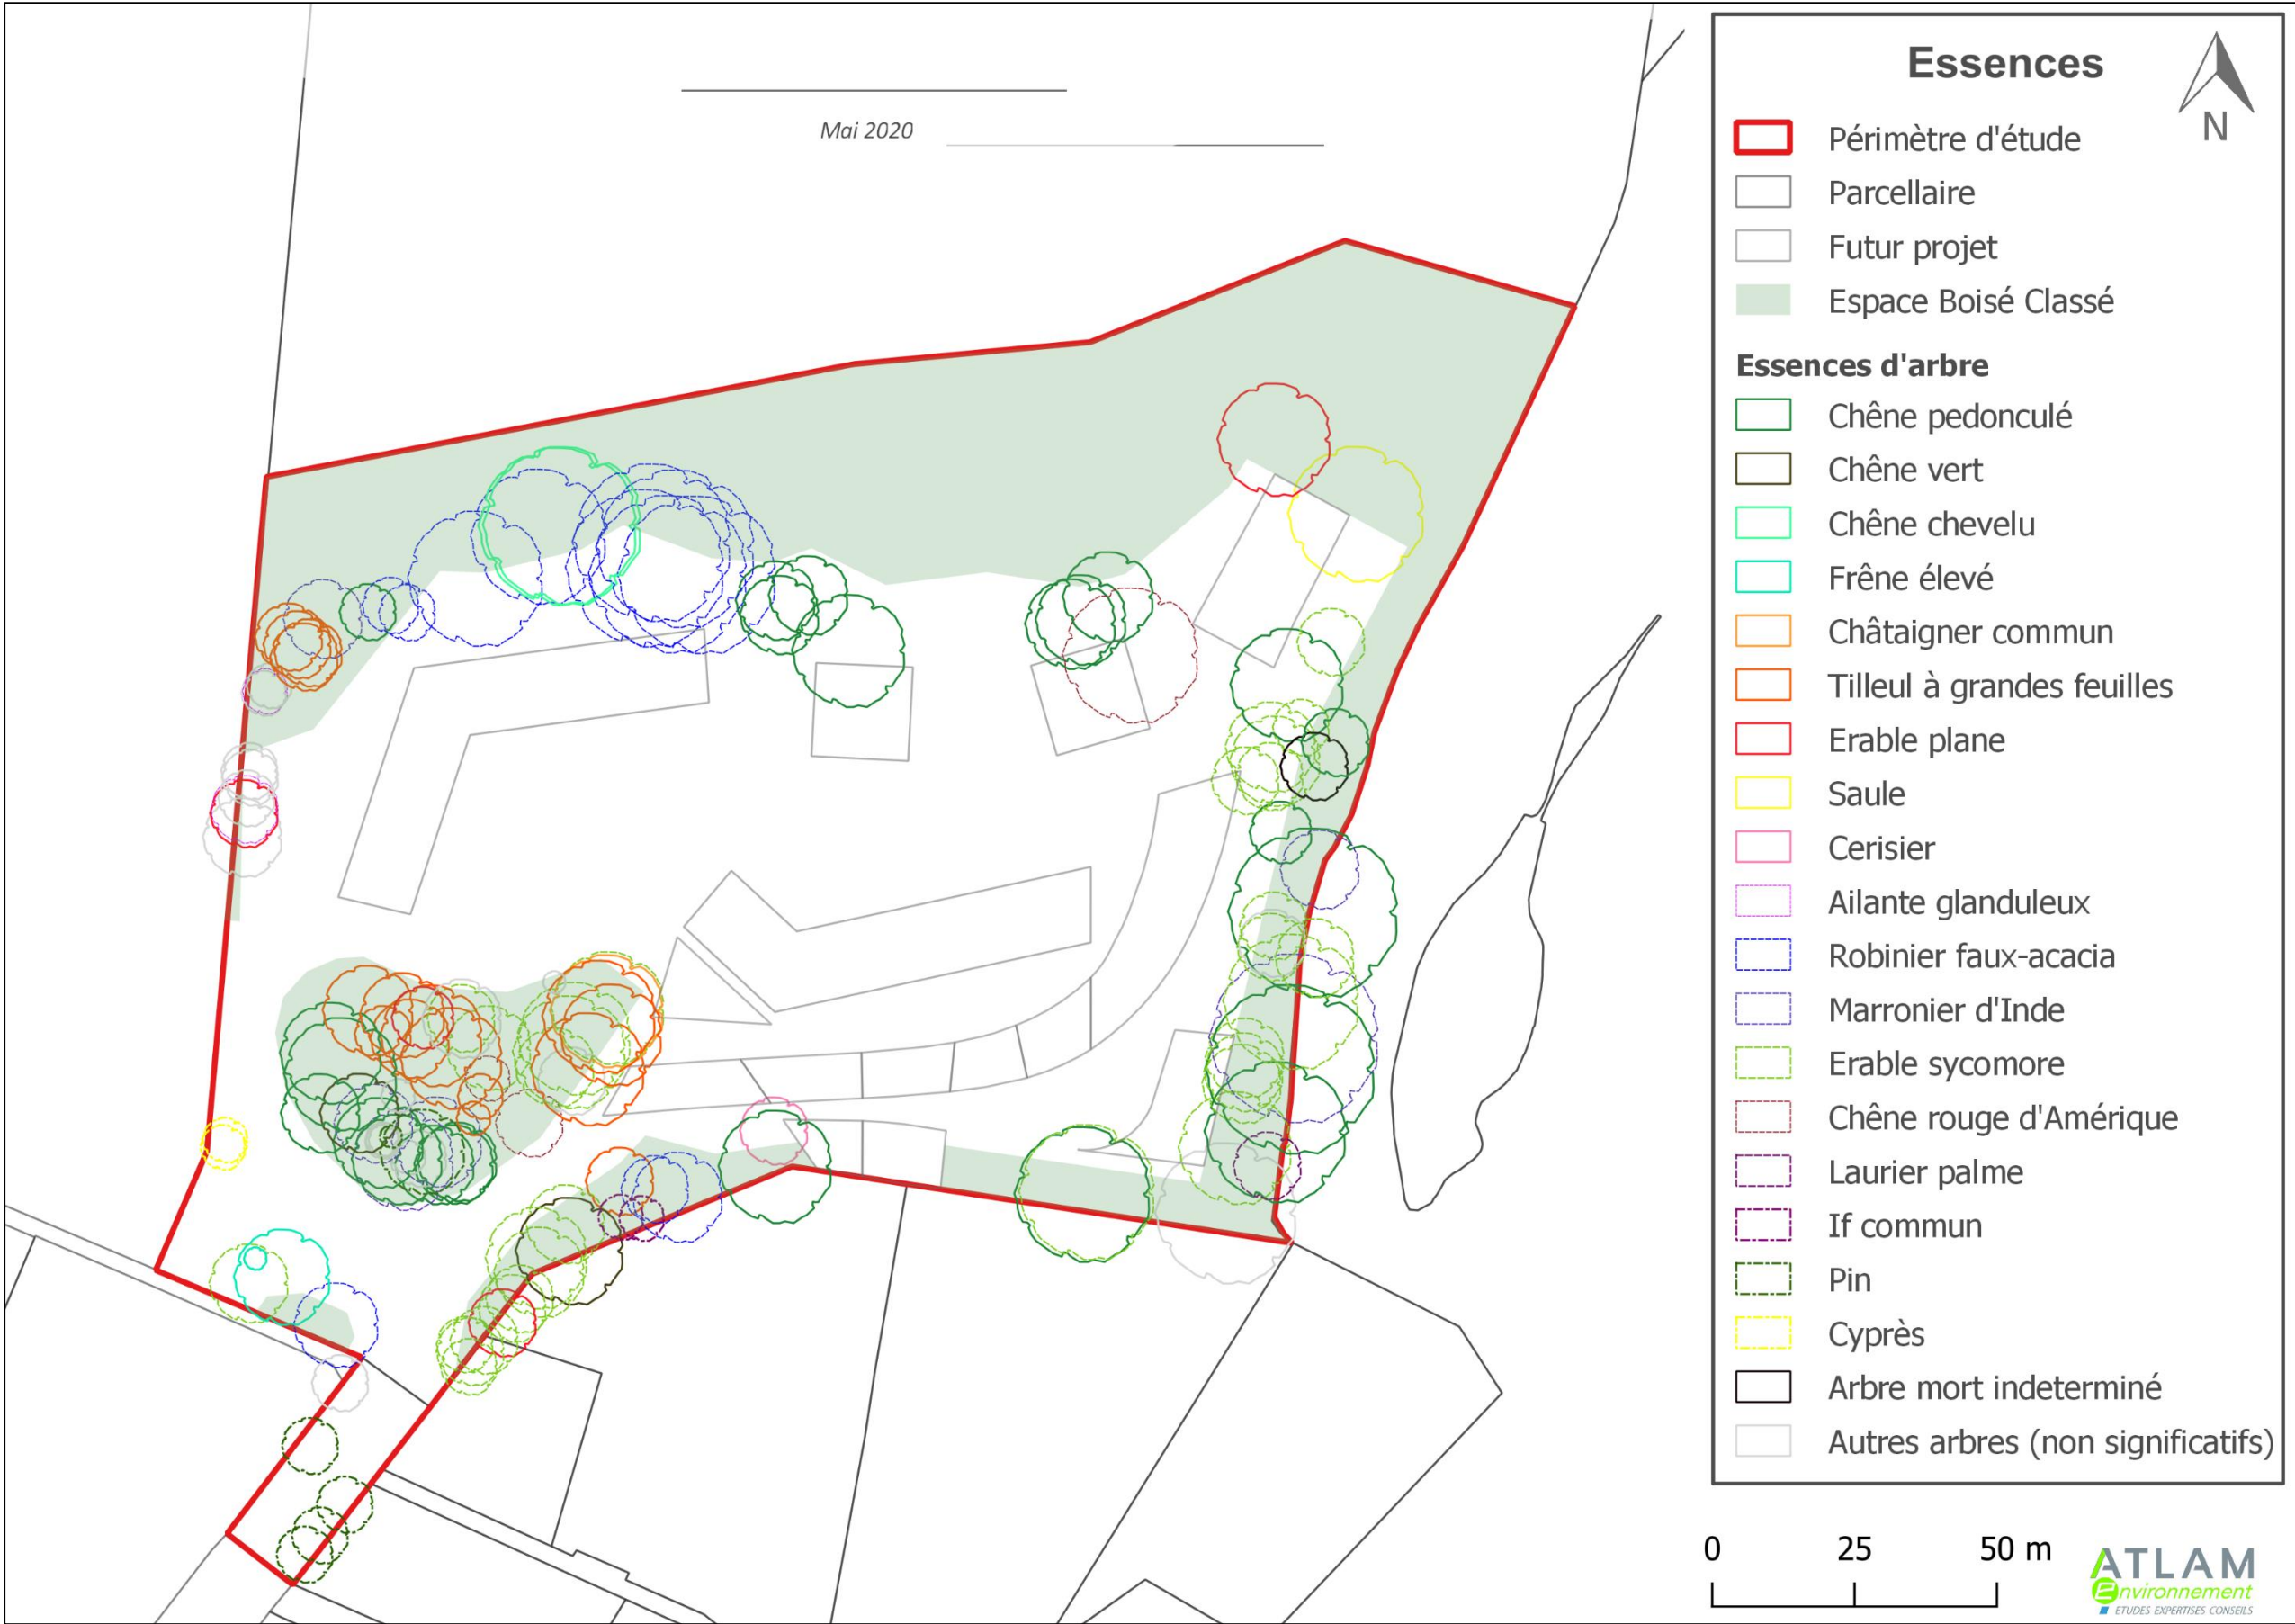 Mai 2020
Essences
N
Périmètre d'étude
Parcellaire
Futur projet
Espace Boisé Classé
Essences d'arbre
Chêne pedonculé
Chêne vert
Chêne chevelu
Frêne élevé
Châtaigner commun
Tilleul à grandes feuilles
Erable plane
Saule
Cerisier
Ailante glanduleux
Robinier faux-acacia
Marronier d'Inde
Erable sycomore
Chêne rouge d'Amérique
Laurier palme
If commun
Pin
Cyprès
Arbre mort indeterminé
Autres arbres (non significatifs)
0 25 50 m
ATLAM
environnement
ETUDES EXPERTISES CONSEILS